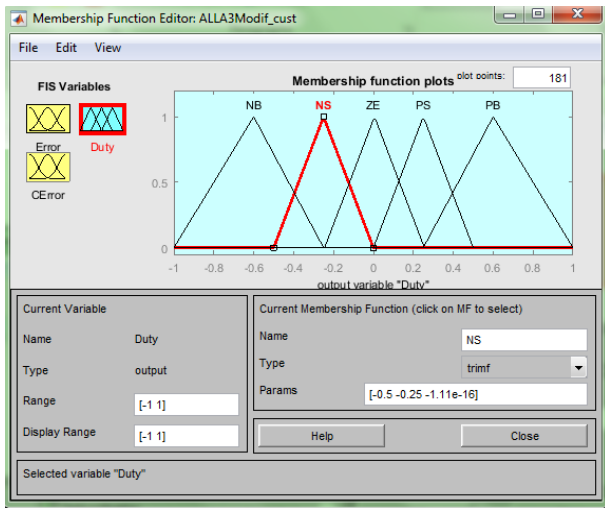 Membership Function Editor: ALLA3Modif_cust
File Edit View
FIS Variables
Membership function plots
plot points:
181
NB NS ZE PS PB
Error Duty
CError
1
0.5
0
-1 -0.8 -0.6 -0.4 -0.2 0 0.2 0.4 0.6 0.8 1
output variable "Duty"
Current Variable
Name Duty
Type output
Range [-1 1]
Display Range [-1 1]
Current Membership Function (click on MF to select)
Name NS
Type trimf
Params [-0.5 -0.25 -1.11e-16]
Help Close
Selected variable "Duty"